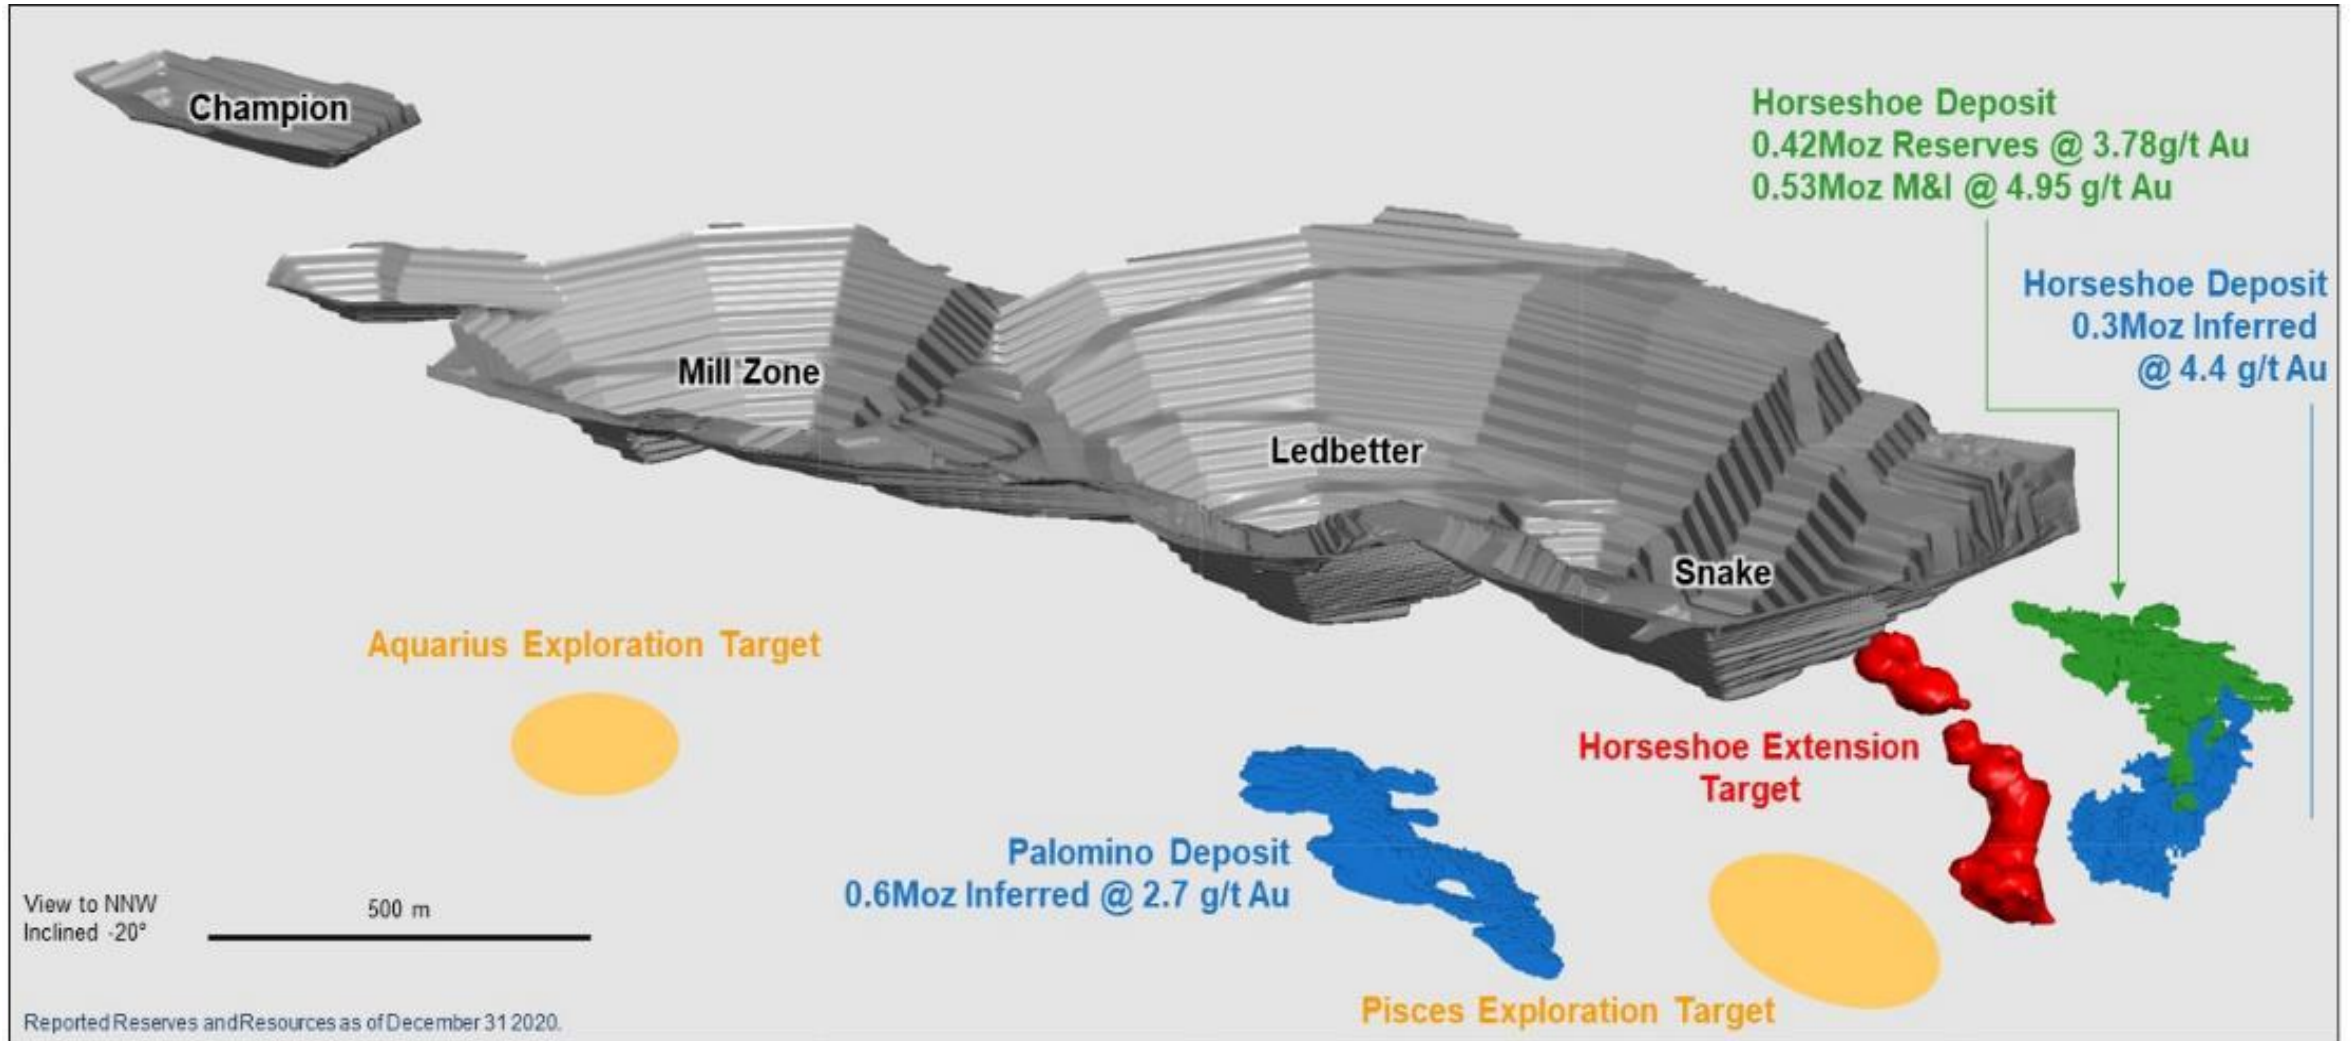 Champion
Horseshoe Deposit
0.42Moz Reserves @ 3.78g/t Au
0.53Moz M&I @ 4.95 g/t Au
Horseshoe Deposit
0.3Moz Inferred
@ 4.4 g/t Au
Mill Zone
Ledbetter
Snake
Aquarius Exploration Target
Horseshoe Extension
Target
Palomino Deposit
0.6Moz Inferred @ 2.7 g/t Au
Pisces Exploration Target
View to NNW
Inclined -20°
500 m
Reported Reserves and Resources as of December 31 2020.